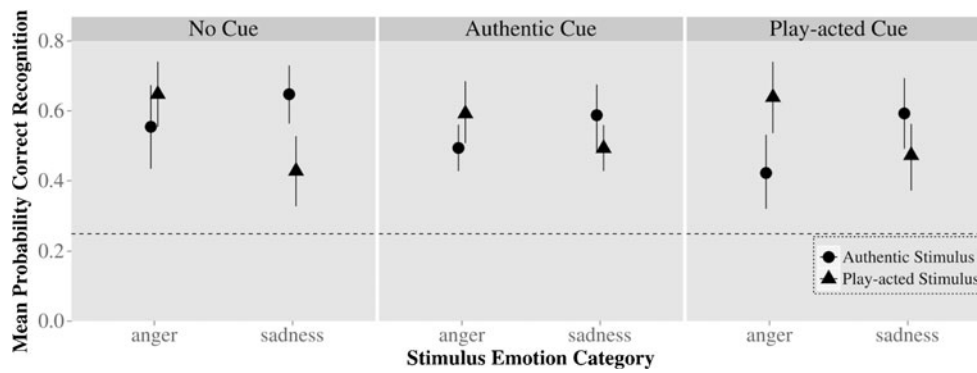 No Cue
Authentic Cue
Play-acted Cue
Mean Probability Correct Recognition
0.8
0.6
0.4
0.2
0.0
Authentic Stimulus
Play-acted Stimulus
anger
sadness
anger
sadness
anger
sadness
Stimulus Emotion Category